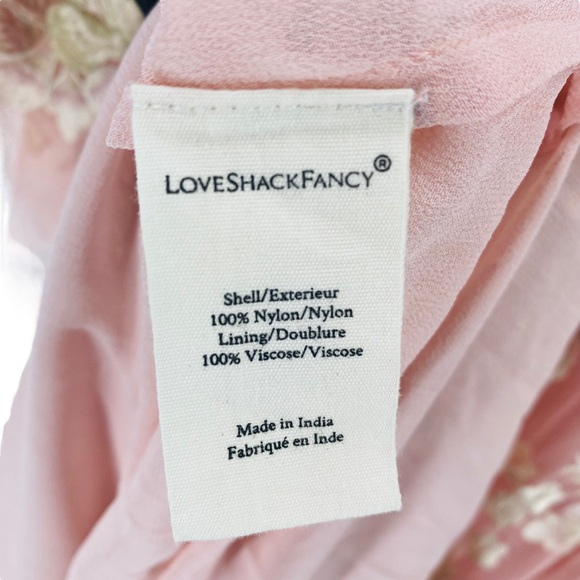 LOVESHACKFANCY®
Shell/Exterieur
100% Nylon/Nylon
Lining/Doublure
100% Viscose/Viscose
Made in India
Fabriqué en Inde